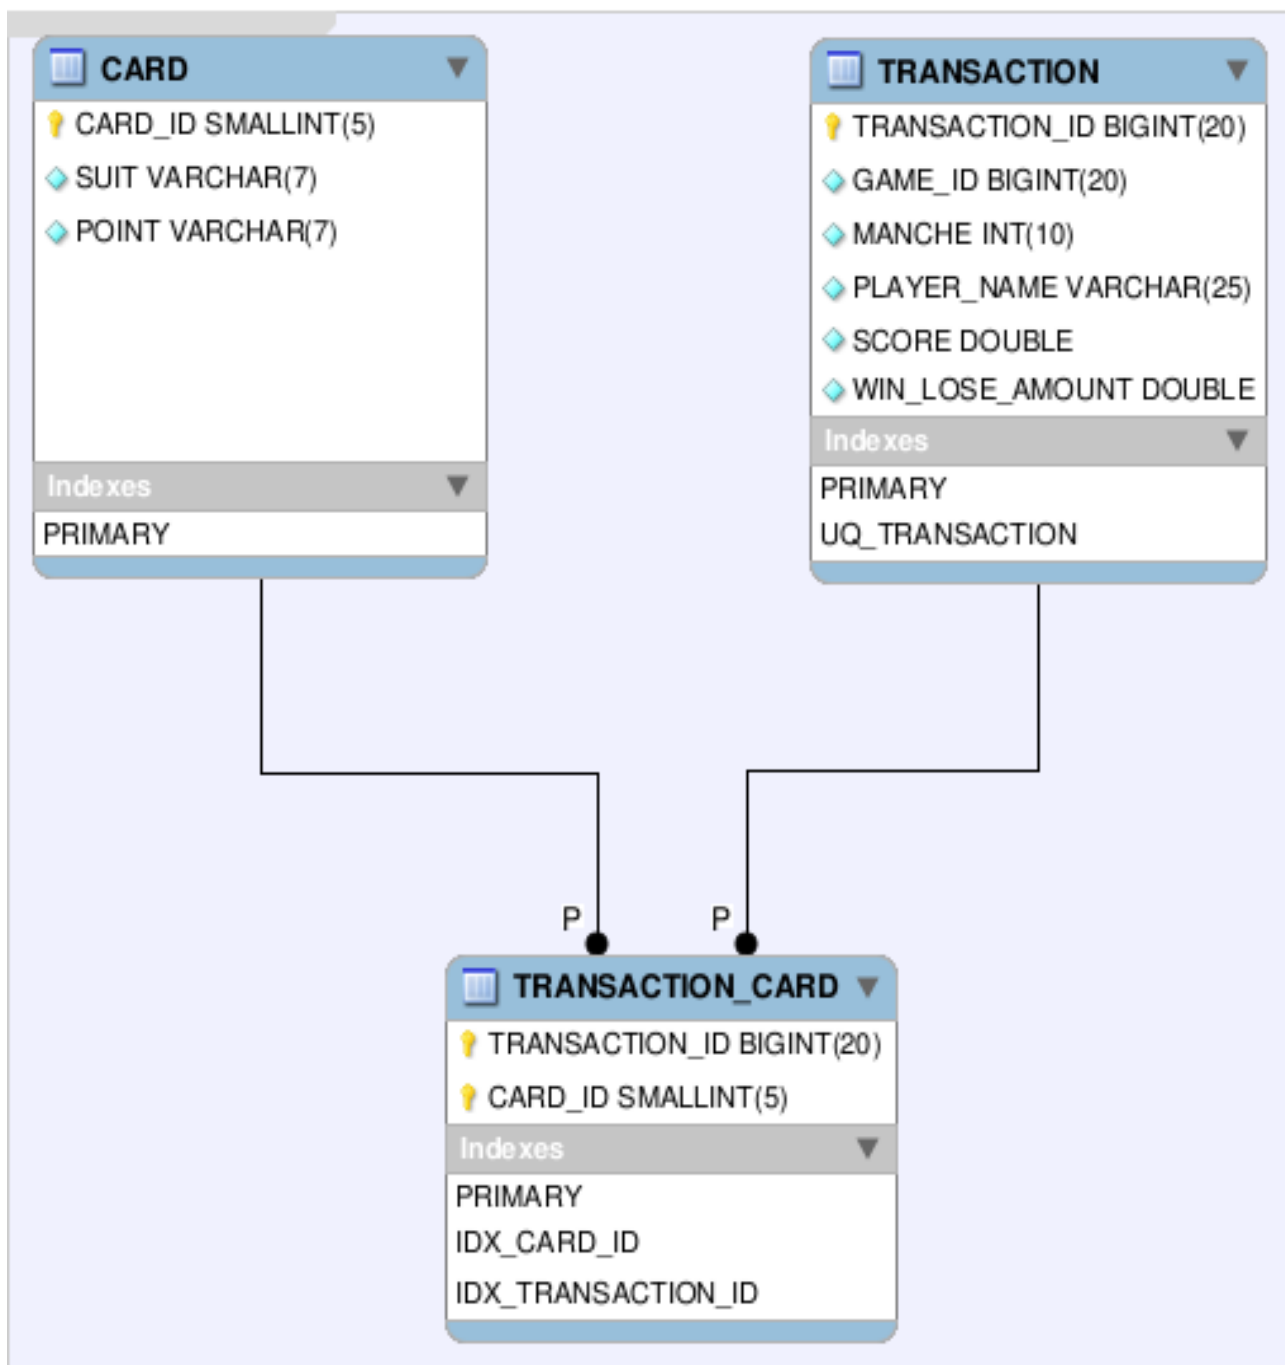 CARD
CARD_ID SMALLINT(5)
SUIT VARCHAR(7)
POINT VARCHAR(7)
Indexes
PRIMARY
TRANSACTION
TRANSACTION_ID BIGINT(20)
GAME_ID BIGINT(20)
MANCHE INT(10)
PLAYER_NAME VARCHAR(25)
SCORE DOUBLE
WIN_LOSE_AMOUNT DOUBLE
Indexes
PRIMARY
UQ_TRANSACTION
P
P
TRANSACTION_CARD
TRANSACTION_ID BIGINT(20)
CARD_ID SMALLINT(5)
Indexes
PRIMARY
IDX_CARD_ID
IDX_TRANSACTION_ID